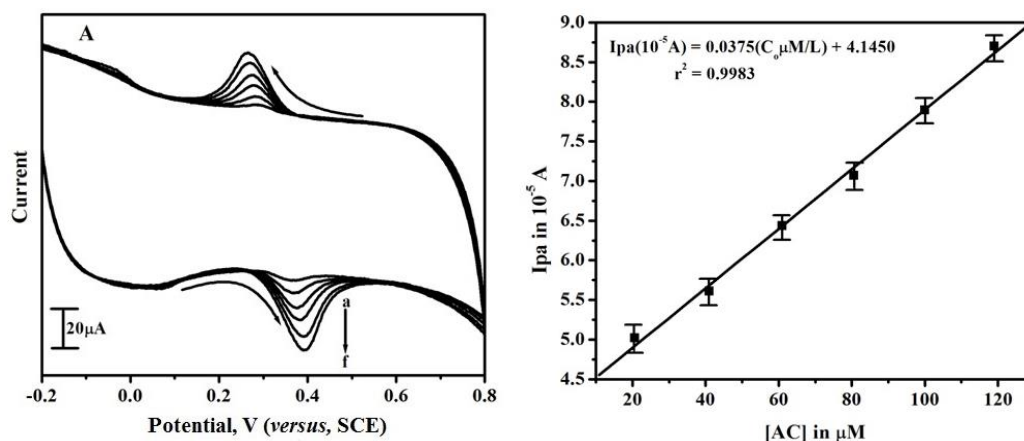 A
Current
20μA
a
f
-0.2 0.0 0.2 0.4 0.6 0.8
Potential, V (versus, SCE)
Ipa in 10⁻⁵ A
9.0
8.5
8.0
7.5
7.0
6.5
6.0
5.5
5.0
4.5
Ipa(10⁻⁵A) = 0.0375(CₒμM/L) + 4.1450
r² = 0.9983
20 40 60 80 100 120
[AC] in μM